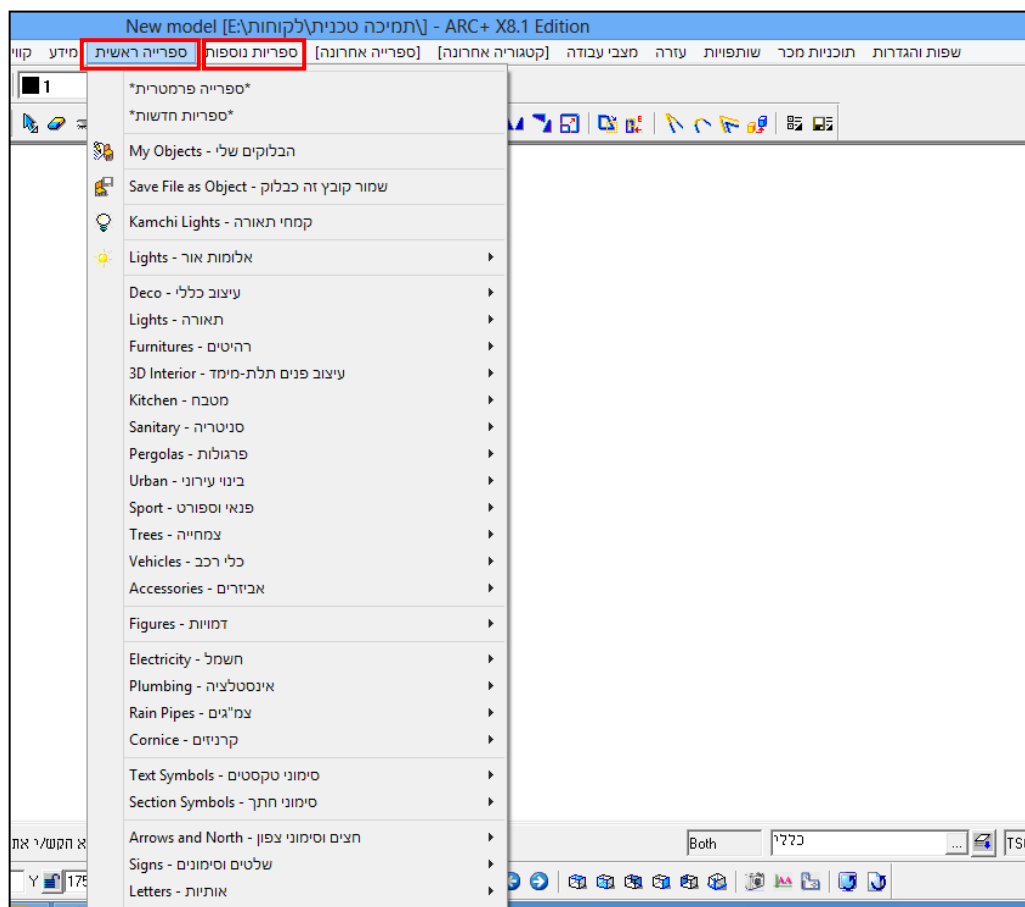 New model [E:\תמיכה טכנית\לקוחות\] - ARC+ X8.1 Edition
קווי מידע ספרייה ראשית ספריות נוספות [ספרייה אחרונה] [קטגוריה אחרונה] מצבי עבודה עזרה שותפויות תוכניות מכר שפות והגדרות
1
*ספרייה פרמטרית*
*ספריות חדשות*
My Objects - הבלוקים שלי
Save File as Object - שמור קובץ זה כבלוק
Kamchi Lights - קמחי תאורה
Lights - אלומות אור
Deco - עיצוב כללי
Lights - תאורה
Furnitures - רהיטים
3D Interior - עיצוב פנים תלת-מימד
Kitchen - מטבח
Sanitary - סניטריה
Pergolas - פרגולות
Urban - בינוי עירוני
Sport - פנאי וספורט
Trees - צמחייה
Vehicles - כלי רכב
Accessories - אביזרים
Figures - דמויות
Electricity - חשמל
Plumbing - אינסטלציה
Rain Pipes - צמ"גים
Cornice - קרניזים
Text Symbols - סימוני טקסטים
Section Symbols - סימוני חתך
Arrows and North - חצים וסימוני צפון
Signs - שלטים וסימונים
Letters - אותיות
א הקש/י את
Both כללי ...
Y 175